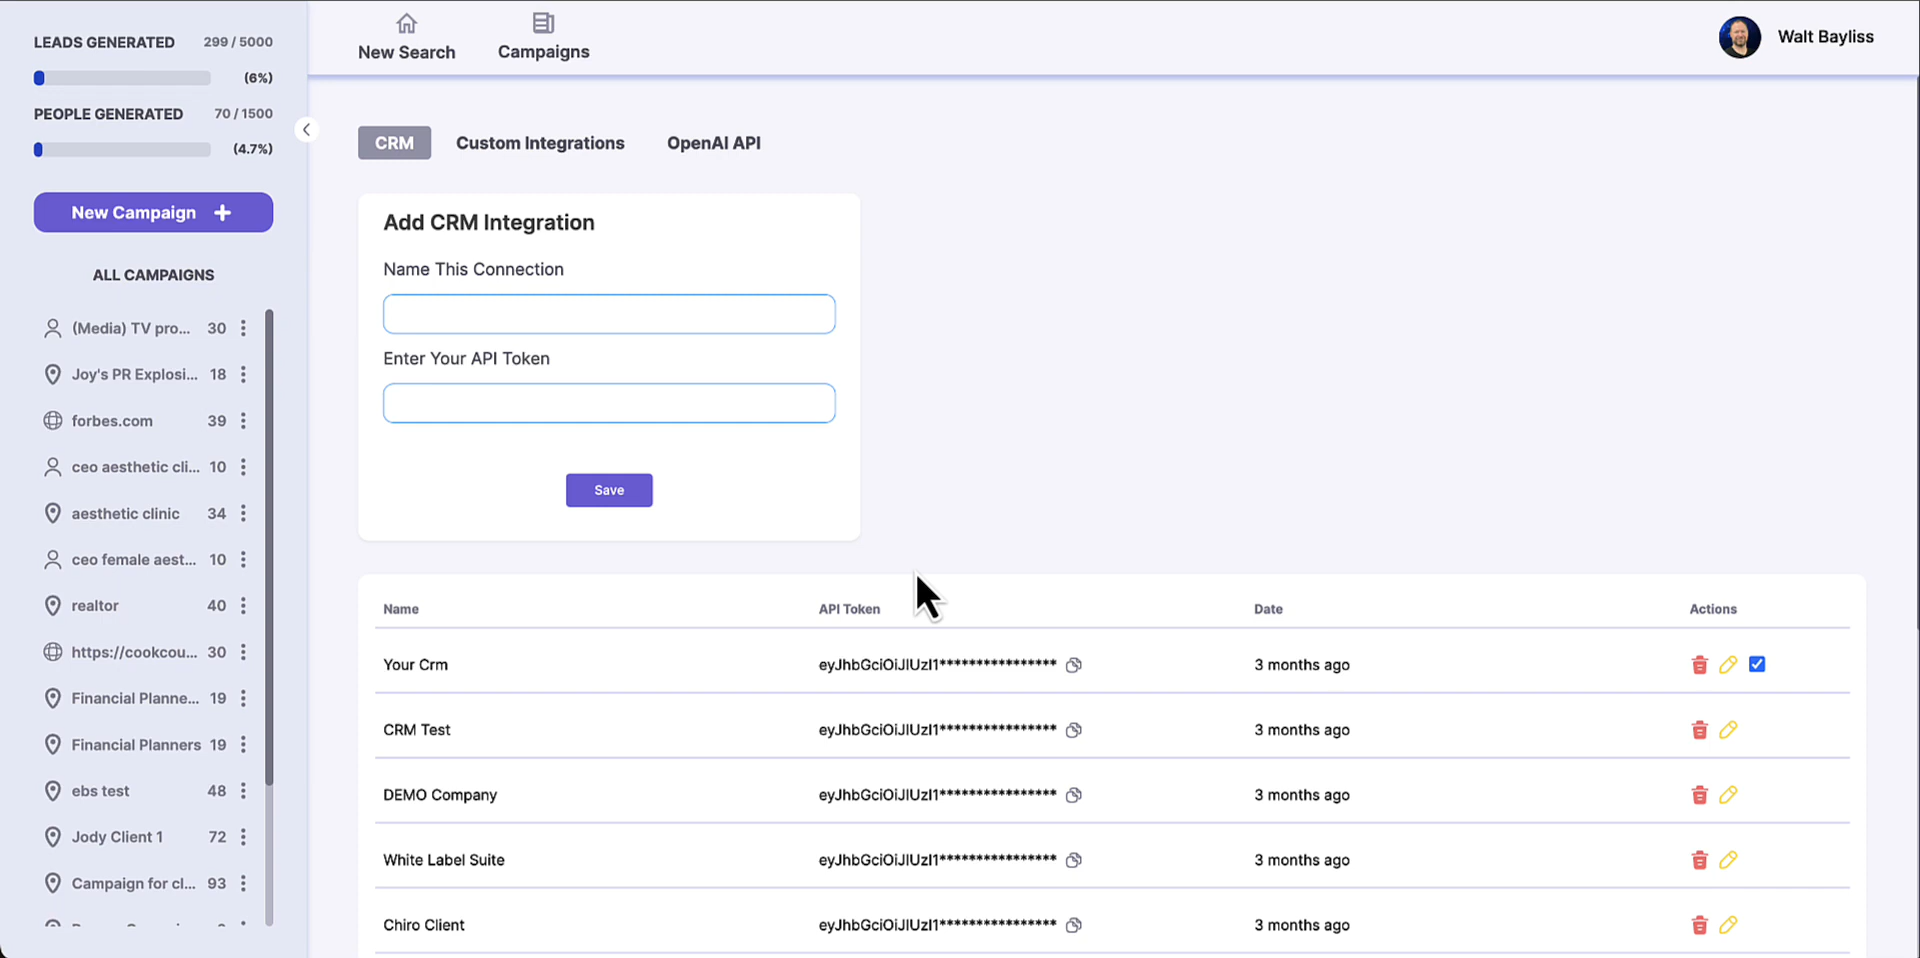 LEADS GENERATED 299 / 5000
(6%)
PEOPLE GENERATED 70 / 1500
(4.7%)
New Campaign +
ALL CAMPAIGNS
(Media) TV pro... 30
Joy's PR Explosi... 18
forbes.com 39
ceo aesthetic cli... 10
aesthetic clinic 34
ceo female aest... 10
realtor 40
https://cookcou... 30
Financial Planne... 19
Financial Planners 19
ebs test 48
Jody Client 1 72
Campaign for cl... 93
New Search
Campaigns
Walt Bayliss
CRM
Custom Integrations
OpenAI API
Add CRM Integration
Name This Connection
Enter Your API Token
Save
Name API Token Date Actions
Your Crm eyJhbGciOiJIUzI1**************** 3 months ago
CRM Test eyJhbGciOiJIUzI1**************** 3 months ago
DEMO Company eyJhbGciOiJIUzI1**************** 3 months ago
White Label Suite eyJhbGciOiJIUzI1**************** 3 months ago
Chiro Client eyJhbGciOiJIUzI1**************** 3 months ago